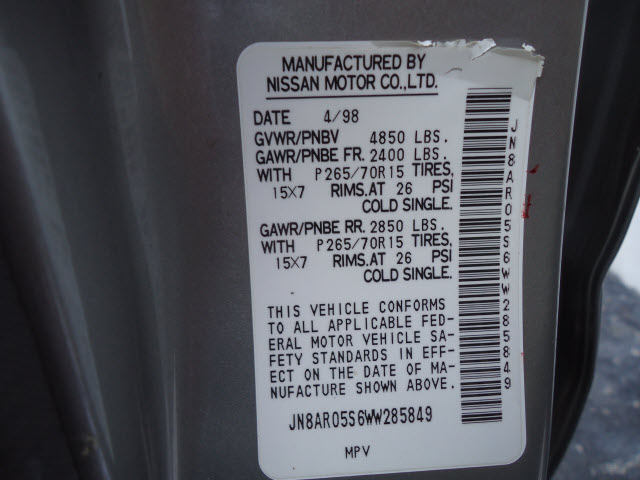 MANUFACTURED BY
NISSAN MOTOR CO.,LTD.
DATE 4/98
GVWR/PNBV 4850 LBS.
GAWR/PNBE FR. 2400 LBS.
WITH P265/70R15 TIRES,
15X7 RIMS.AT 26 PSI
COLD SINGLE.
GAWR/PNBE RR. 2850 LBS.
WITH P265/70R15 TIRES,
15X7 RIMS.AT 26 PSI
COLD SINGLE.
THIS VEHICLE CONFORMS
TO ALL APPLICABLE FED-
ERAL MOTOR VEHICLE SA-
FETY STANDARDS IN EFF-
ECT ON THE DATE OF MA-
NUFACTURE SHOWN ABOVE.
JN8AR05S6WW285849
MPV
JN8AR05S6WW285849